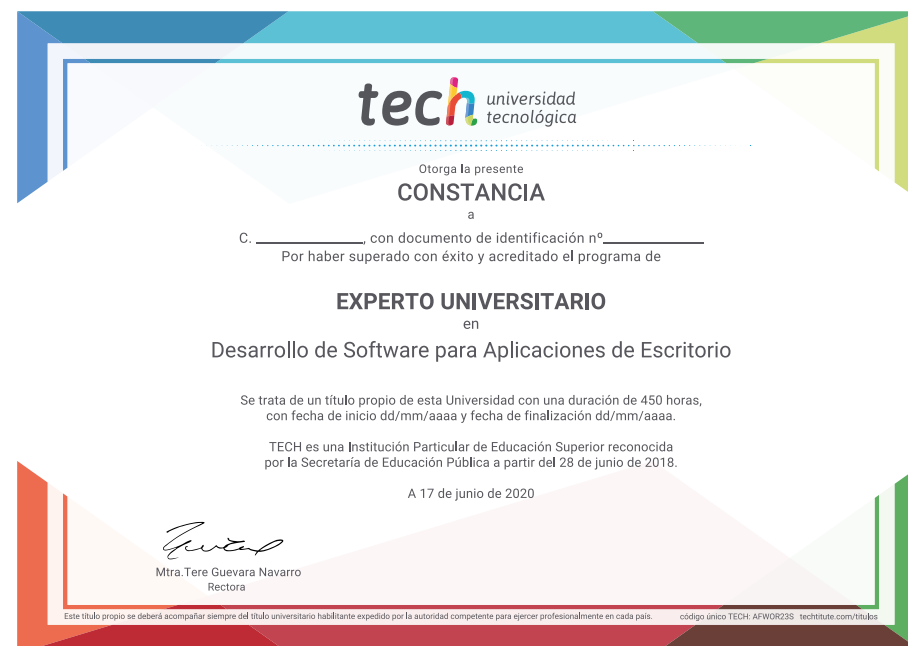 tech universidad
tecnológica
Otorga la presente
CONSTANCIA
a
C. ______________, con documento de identificación nº______________
Por haber superado con éxito y acreditado el programa de
EXPERTO UNIVERSITARIO
en
Desarrollo de Software para Aplicaciones de Escritorio
Se trata de un título propio de esta Universidad con una duración de 450 horas,
con fecha de inicio dd/mm/aaaa y fecha de finalización dd/mm/aaaa.
TECH es una Institución Particular de Educación Superior reconocida
por la Secretaría de Educación Pública a partir del 28 de junio de 2018.
A 17 de junio de 2020
Mtra.Tere Guevara Navarro
Rectora
Este título propio se deberá acompañar siempre del título universitario habilitante expedido por la autoridad competente para ejercer profesionalmente en cada país. código único TECH: AFWOR23S techtitute.com/titulos